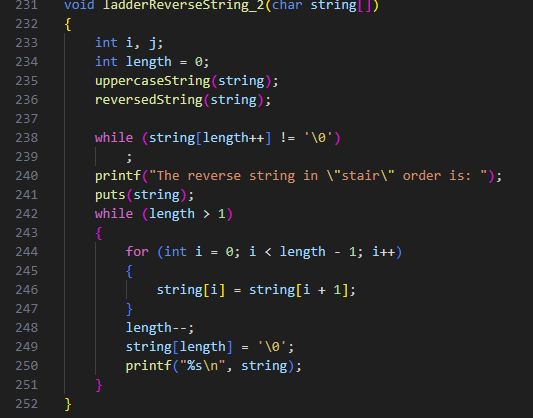 231 void ladderReverseString_2(char string[])
232 {
233     int i, j;
234     int length = 0;
235     uppercaseString(string);
236     reversedString(string);
237
238     while (string[length++] != '\0')
239         ;
240     printf("The reverse string in \"stair\" order is: ");
241     puts(string);
242     while (length > 1)
243     {
244         for (int i = 0; i < length - 1; i++)
245         {
246             string[i] = string[i + 1];
247         }
248         length--;
249         string[length] = '\0';
250         printf("%s\n", string);
251     }
252 }